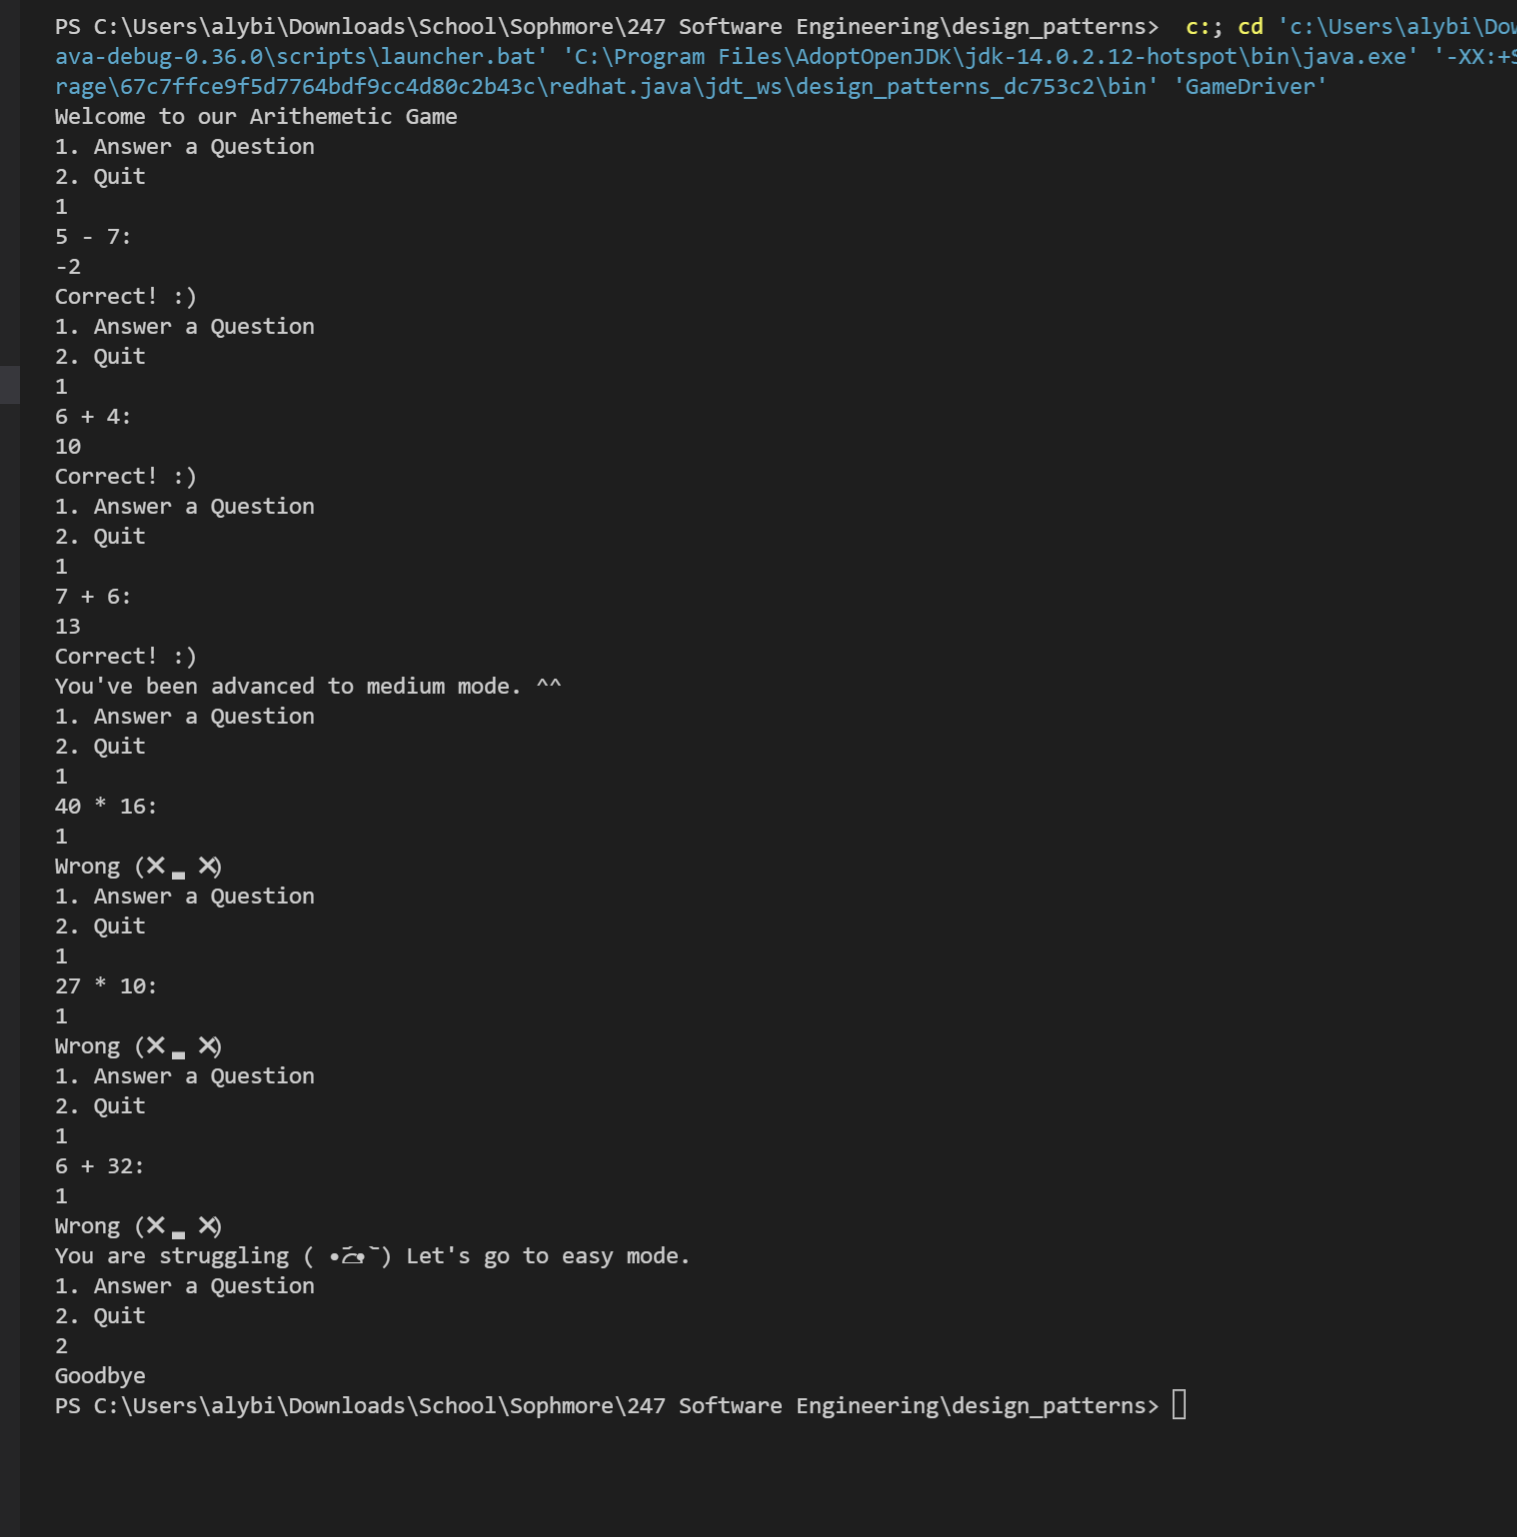 PS C:\Users\alybi\Downloads\School\Sophmore\247 Software Engineering\design_patterns>  c:; cd 'c:\Users\alybi\Dow
ava-debug-0.36.0\scripts\launcher.bat' 'C:\Program Files\AdoptOpenJDK\jdk-14.0.2.12-hotspot\bin\java.exe' '-XX:+S
rage\67c7ffce9f5d7764bdf9cc4d80c2b43c\redhat.java\jdt_ws\design_patterns_dc753c2\bin' 'GameDriver'
Welcome to our Arithemetic Game
1. Answer a Question
2. Quit
1
5 - 7:
-2
Correct! :)
1. Answer a Question
2. Quit
1
6 + 4:
10
Correct! :)
1. Answer a Question
2. Quit
1
7 + 6:
13
Correct! :)
You've been advanced to medium mode. ^^
1. Answer a Question
2. Quit
1
40 * 16:
1
Wrong (✕‗ ✕)
1. Answer a Question
2. Quit
1
27 * 10:
1
Wrong (✕‗ ✕)
1. Answer a Question
2. Quit
1
6 + 32:
1
Wrong (✕‗ ✕)
You are struggling ( •᷄⌓•᷅ ) Let's go to easy mode.
1. Answer a Question
2. Quit
2
Goodbye
PS C:\Users\alybi\Downloads\School\Sophmore\247 Software Engineering\design_patterns>